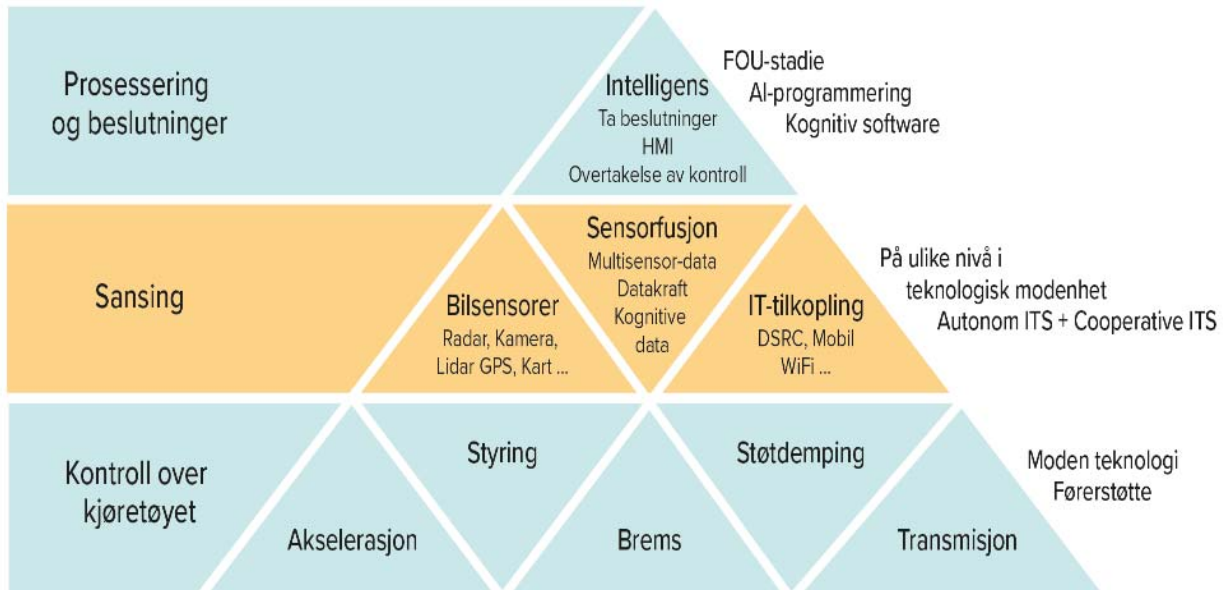 Prosessering
og beslutninger
Intelligens
Ta beslutninger
HMI
Overtakelse av kontroll
FOU-stadie
AI-programmering
Kognitiv software
Sansing
Bilsensorer
Radar, Kamera,
Lidar GPS, Kart ...
Sensorfusjon
Multisensor-data
Datakraft
Kognitive
data
IT-tilkopling
DSRC, Mobil
WiFi ...
På ulike nivå i
teknologisk modenhet
Autonom ITS + Cooperative ITS
Kontroll over
kjøretøyet
Akselerasjon
Styring
Brems
Støtdemping
Transmisjon
Moden teknologi
Førerstøtte